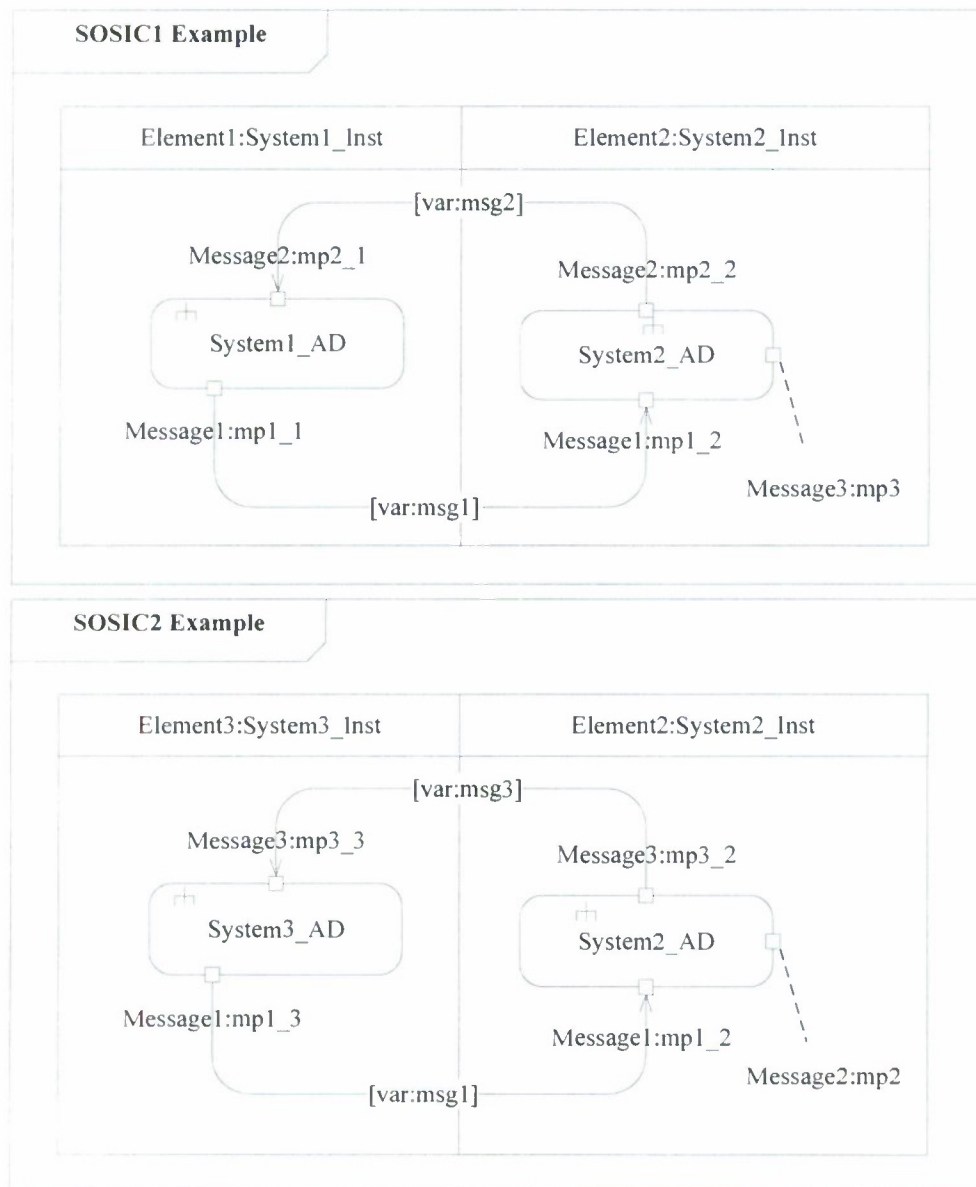 SOSIC1 Example
Element1:System1_Inst
Element2:System2_Inst
[var:msg2]
Message2:mp2_1
Message2:mp2_2
System1_AD
System2_AD
Message1:mp1_1
Message1:mp1_2
Message3:mp3
[var:msg1]
SOSIC2 Example
Element3:System3_Inst
Element2:System2_Inst
[var:msg3]
Message3:mp3_3
Message3:mp3_2
System3_AD
System2_AD
Message1:mp1_3
Message1:mp1_2
Message2:mp2
[var:msg1]